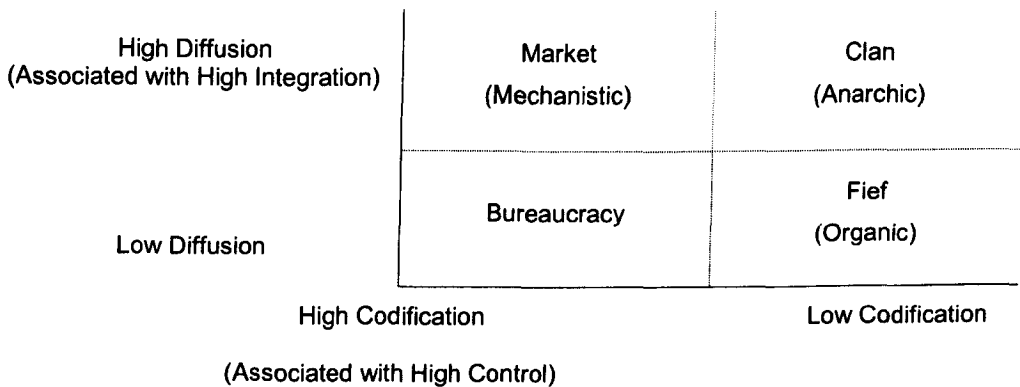 High Diffusion
(Associated with High Integration)
Market
(Mechanistic)
Clan
(Anarchic)
Low Diffusion
Bureaucracy
Fief
(Organic)
High Codification
Low Codification
(Associated with High Control)